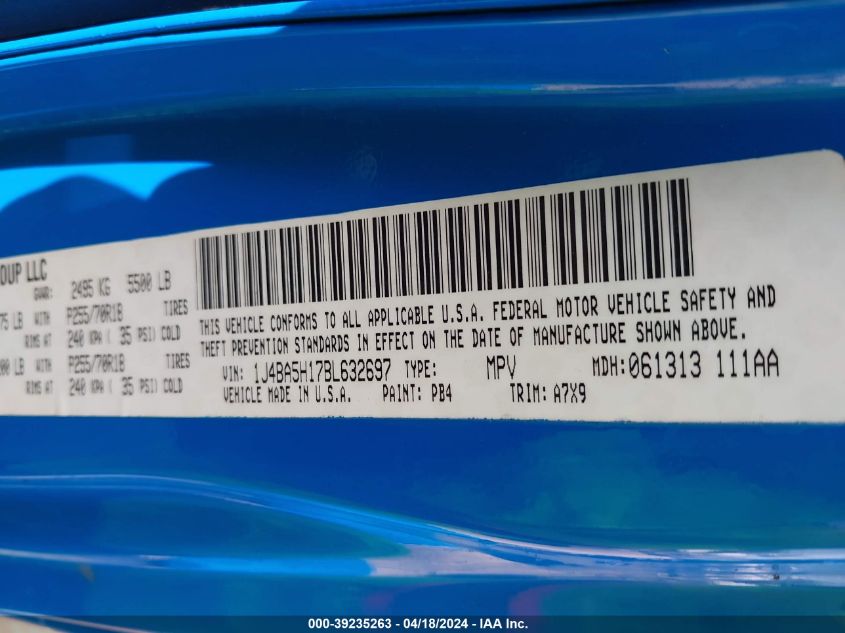 OUP LLC
GVWR: 2495 KG 5500 LB
75 LB WITH P255/70R18 TIRES
RIMS AT 240 KPA ( 35 PSI) COLD
00 LB WITH P255/70R18 TIRES
RIMS AT 240 KPA ( 35 PSI) COLD
THIS VEHICLE CONFORMS TO ALL APPLICABLE U.S.A. FEDERAL MOTOR VEHICLE SAFETY AND
THEFT PREVENTION STANDARDS IN EFFECT ON THE DATE OF MANUFACTURE SHOWN ABOVE.
VIN: 1J4BA5H17BL632697 TYPE: MPV MDH:061313 111AA
VEHICLE MADE IN U.S.A. PAINT: PB4 TRIM: A7X9
000-39235263 - 04/18/2024 - IAA Inc.